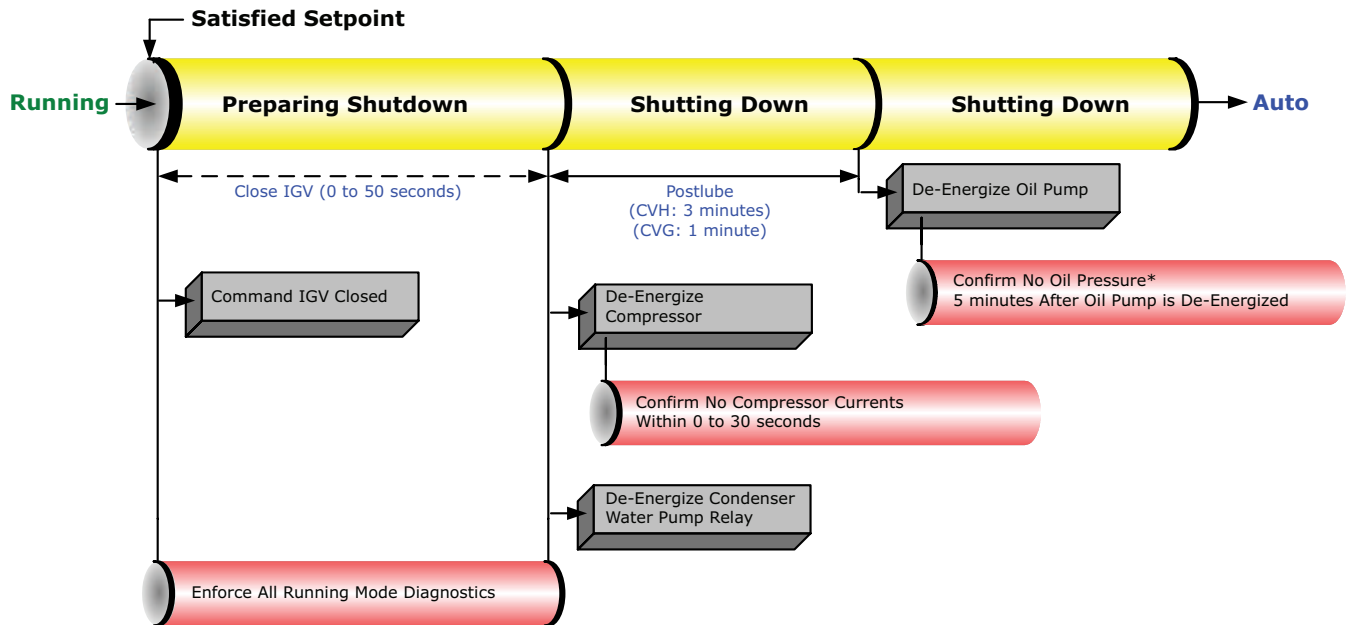 Satisfied Setpoint
Running
Preparing Shutdown
Shutting Down
Shutting Down
Auto
Close IGV (0 to 50 seconds)
Postlube
(CVH: 3 minutes)
(CVG: 1 minute)
De-Energize Oil Pump
Confirm No Oil Pressure*
5 minutes After Oil Pump is De-Energized
Command IGV Closed
De-Energize
Compressor
Confirm No Compressor Currents
Within 0 to 30 seconds
De-Energize Condenser
Water Pump Relay
Enforce All Running Mode Diagnostics